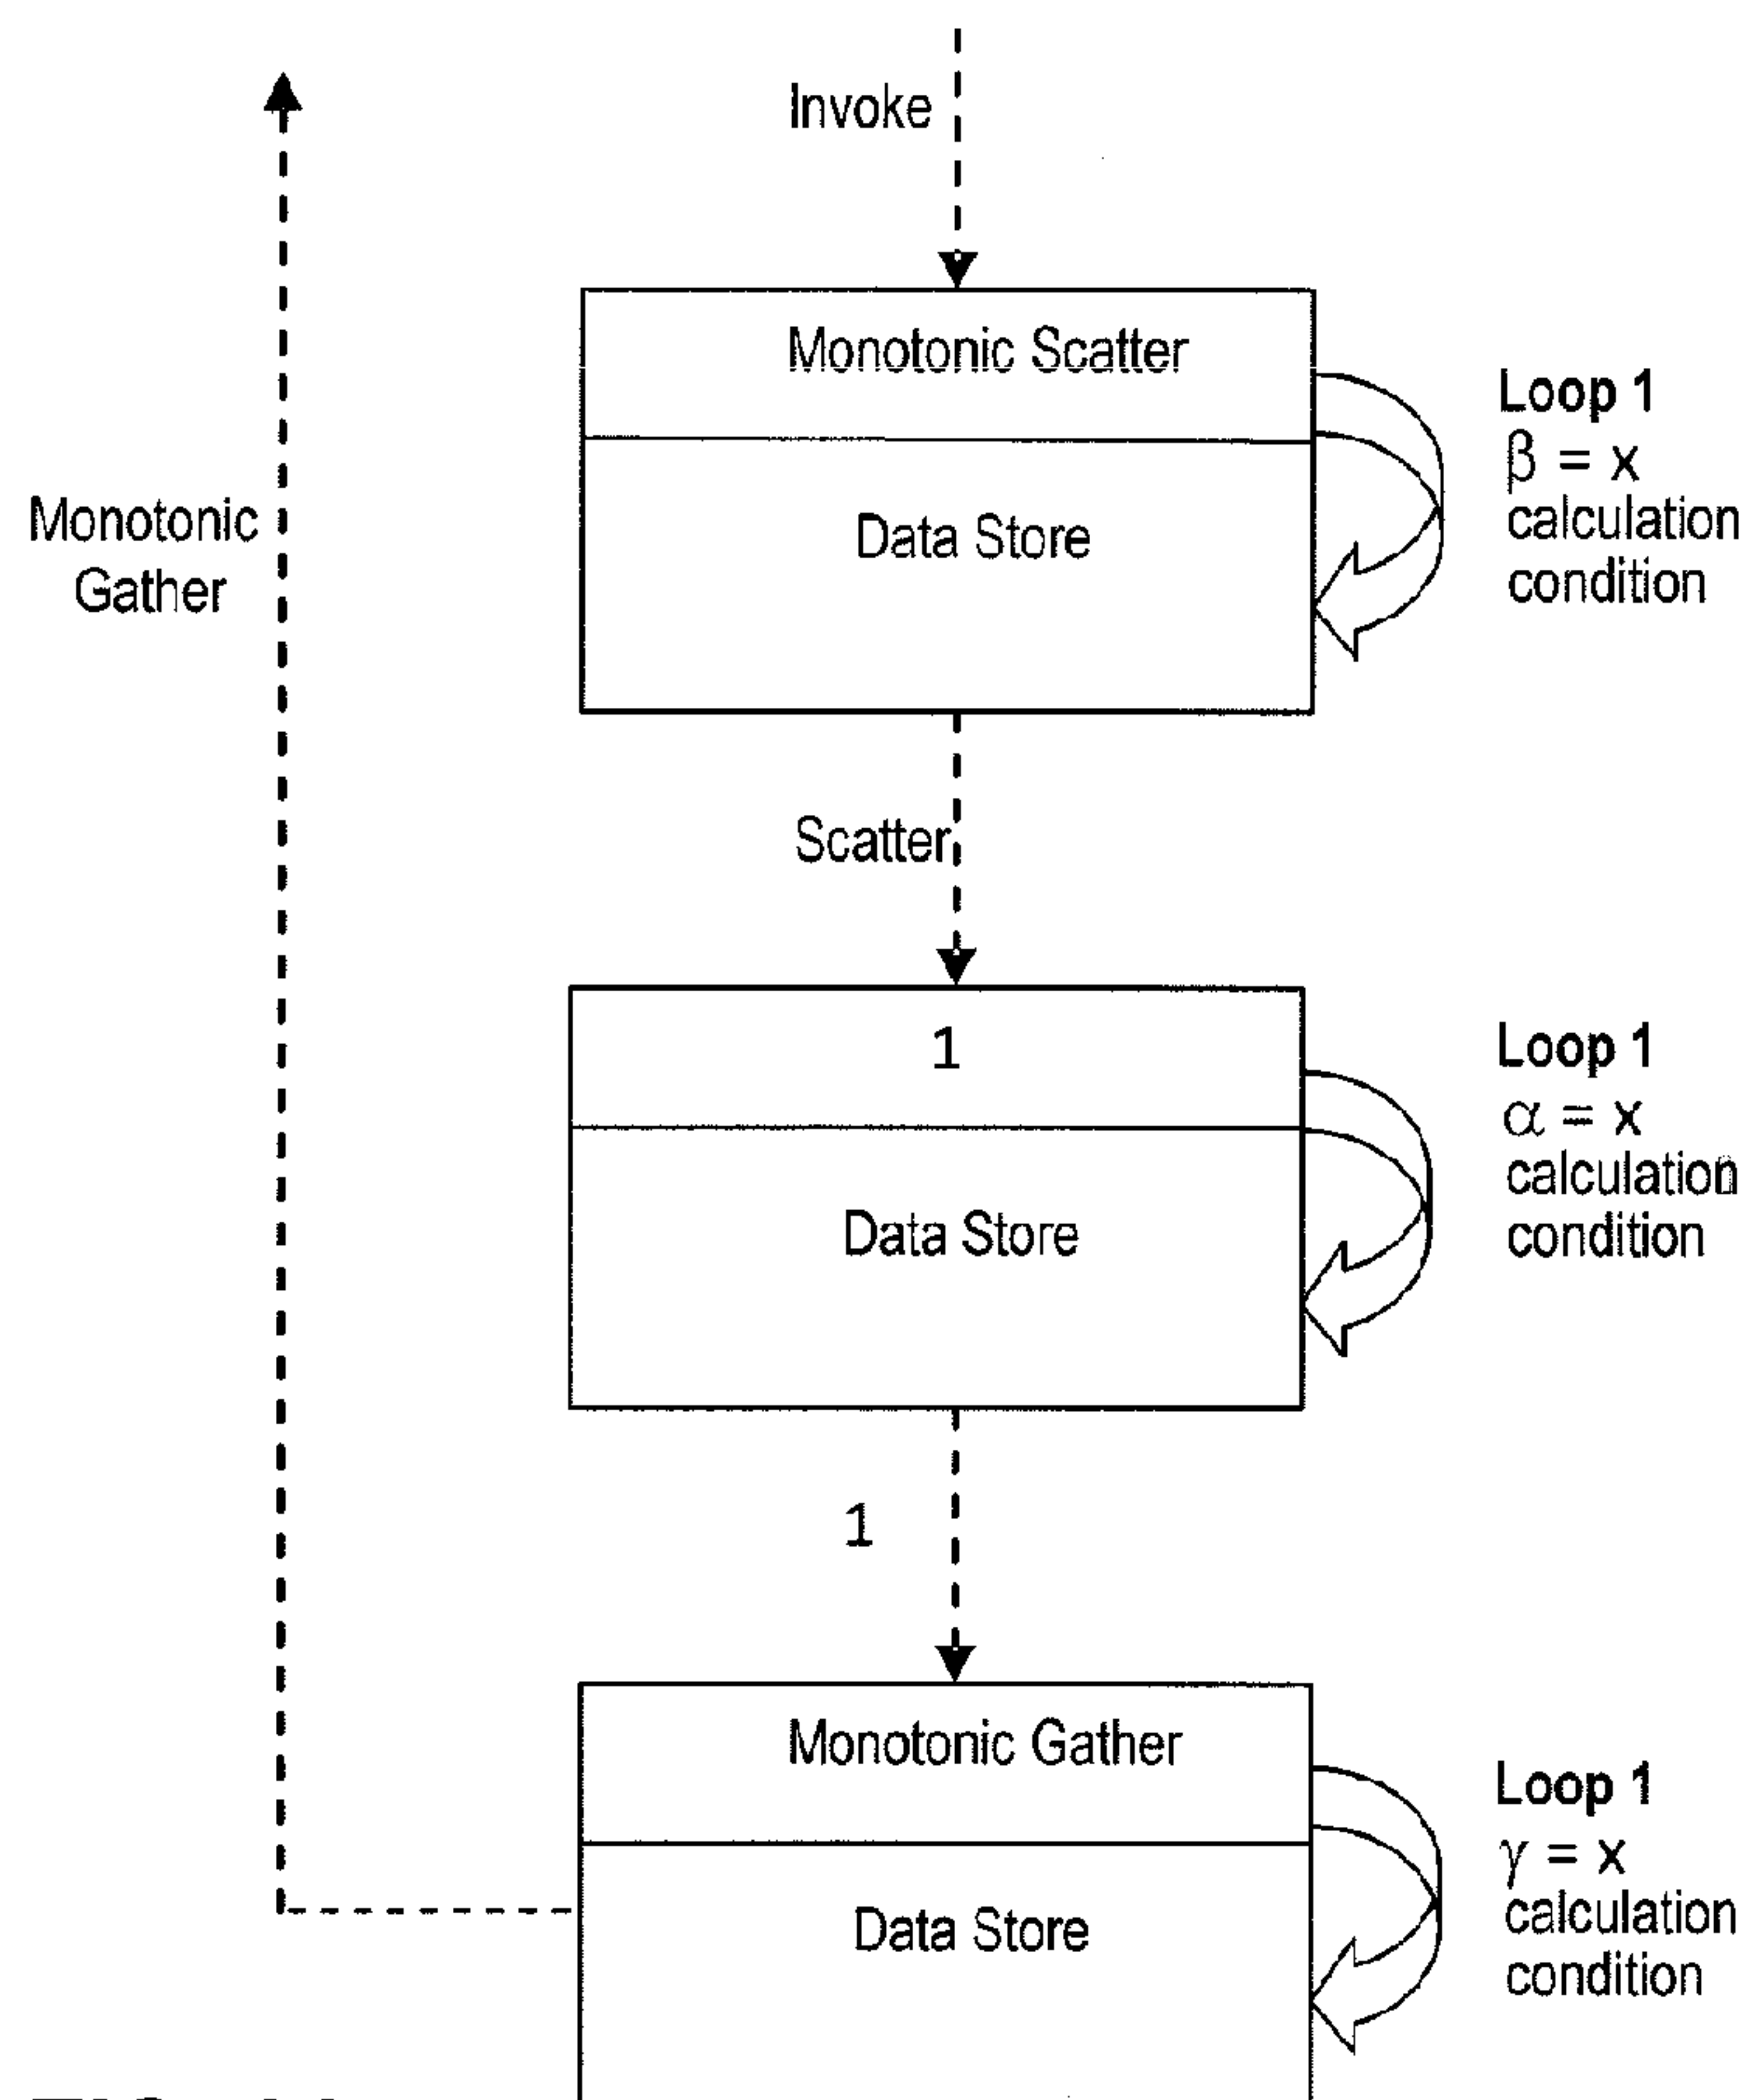 Invoke
Monotonic Scatter
Data Store
Loop 1
β = x
calculation
condition
Monotonic
Gather
Scatter
1
Data Store
Loop 1
α = x
calculation
condition
1
Monotonic Gather
Data Store
Loop 1
γ = x
calculation
condition